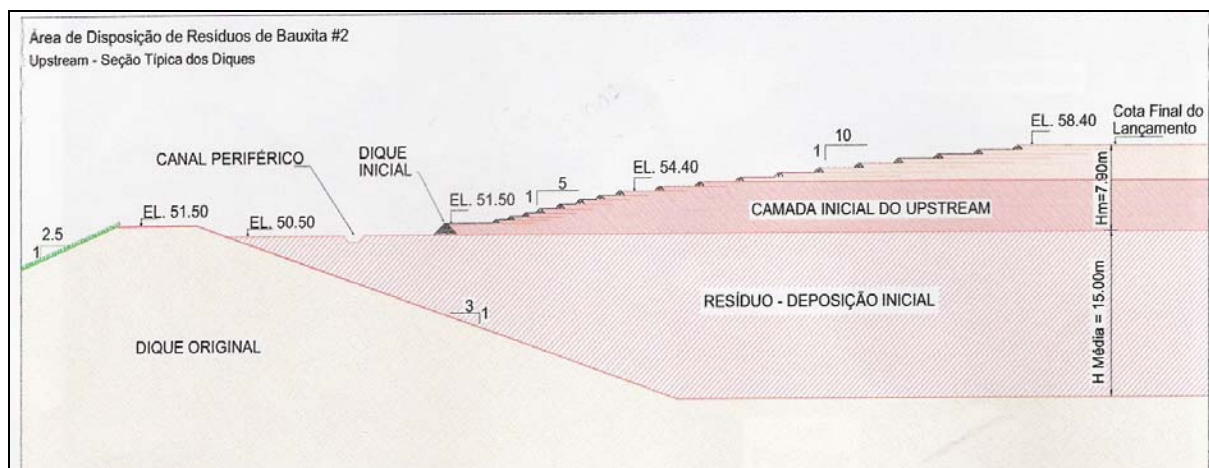 Área de Disposição de Resíduos de Bauxita #2
Upstream - Seção Típica dos Diques
Cota Final do
Lançamento
EL. 58.40
10
1
CANAL PERIFÉRICO
DIQUE
INICIAL
EL. 54.40
5
1
EL. 51.50
EL. 51.50
EL. 50.50
CAMADA INICIAL DO UPSTREAM
Hm=7.90m
2.5
1
3
1
RESÍDUO - DEPOSIÇÃO INICIAL
H Média = 15.00m
DIQUE ORIGINAL